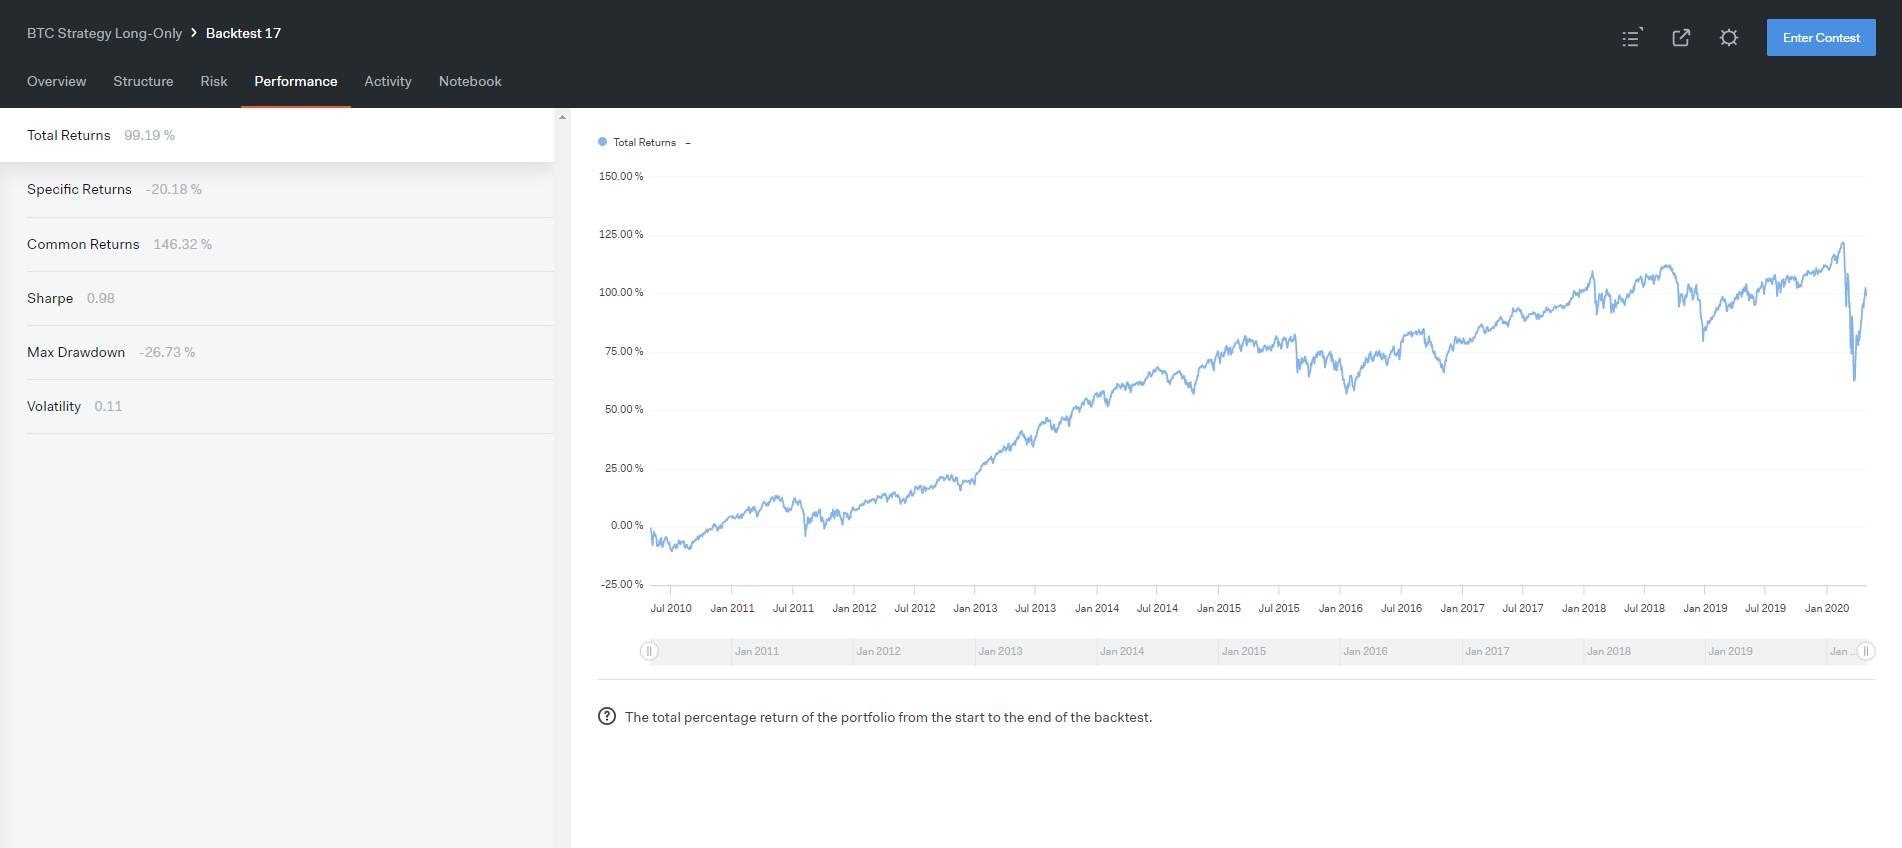 BTC Strategy Long-Only > Backtest 17
Enter Contest
Overview Structure Risk Performance Activity Notebook
Total Returns 99.19 %
Specific Returns -20.18 %
Common Returns 146.32 %
Sharpe 0.98
Max Drawdown -26.73 %
Volatility 0.11
Total Returns –
150.00 %
125.00 %
100.00 %
75.00 %
50.00 %
25.00 %
0.00 %
-25.00 %
Jul 2010 Jan 2011 Jul 2011 Jan 2012 Jul 2012 Jan 2013 Jul 2013 Jan 2014 Jul 2014 Jan 2015 Jul 2015 Jan 2016 Jul 2016 Jan 2017 Jul 2017 Jan 2018 Jul 2018 Jan 2019 Jul 2019 Jan 2020
Jan 2011 Jan 2012 Jan 2013 Jan 2014 Jan 2015 Jan 2016 Jan 2017 Jan 2018 Jan 2019 Jan ...
? The total percentage return of the portfolio from the start to the end of the backtest.